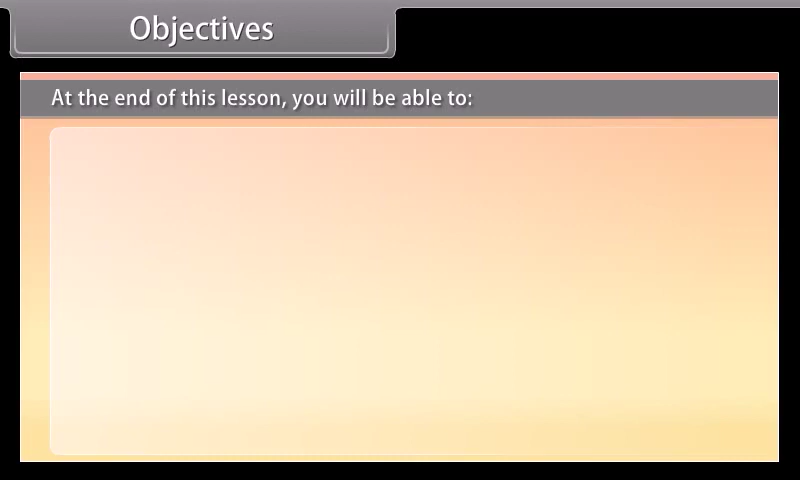 Objectives
At the end of this lesson, you will be able to: